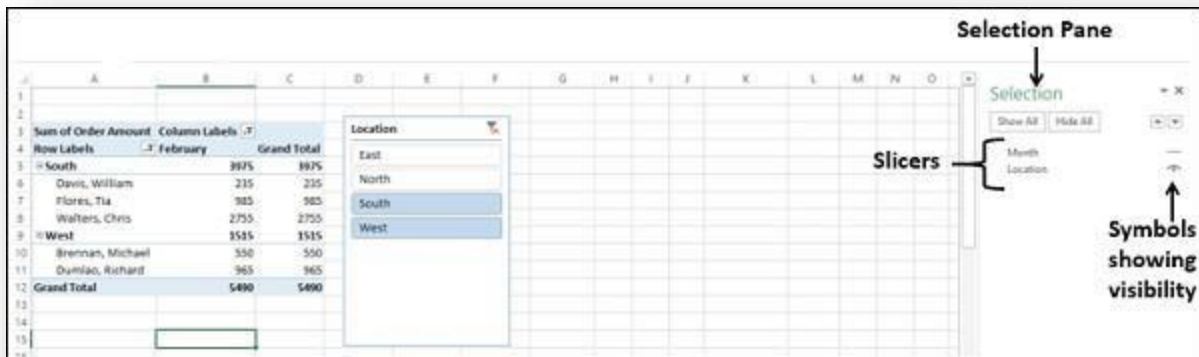 Selection Pane
A B C D E F G H I J K L M N O
Selection
1
2
Show All Hide All
3 Sum of Order Amount Column Labels
Location
4 Row Labels February Grand Total
East
Slicers
Month
5 South 3975 3975
Location
6 Davis, William 235 235
North
7 Flores, Tia 985 985
South
8 Walters, Chris 2755 2755
West
9 West 1515 1515
Symbols
showing
visibility
10 Brennan, Michael 550 550
11 Dumlao, Richard 965 965
12 Grand Total 5490 5490
13
14
15